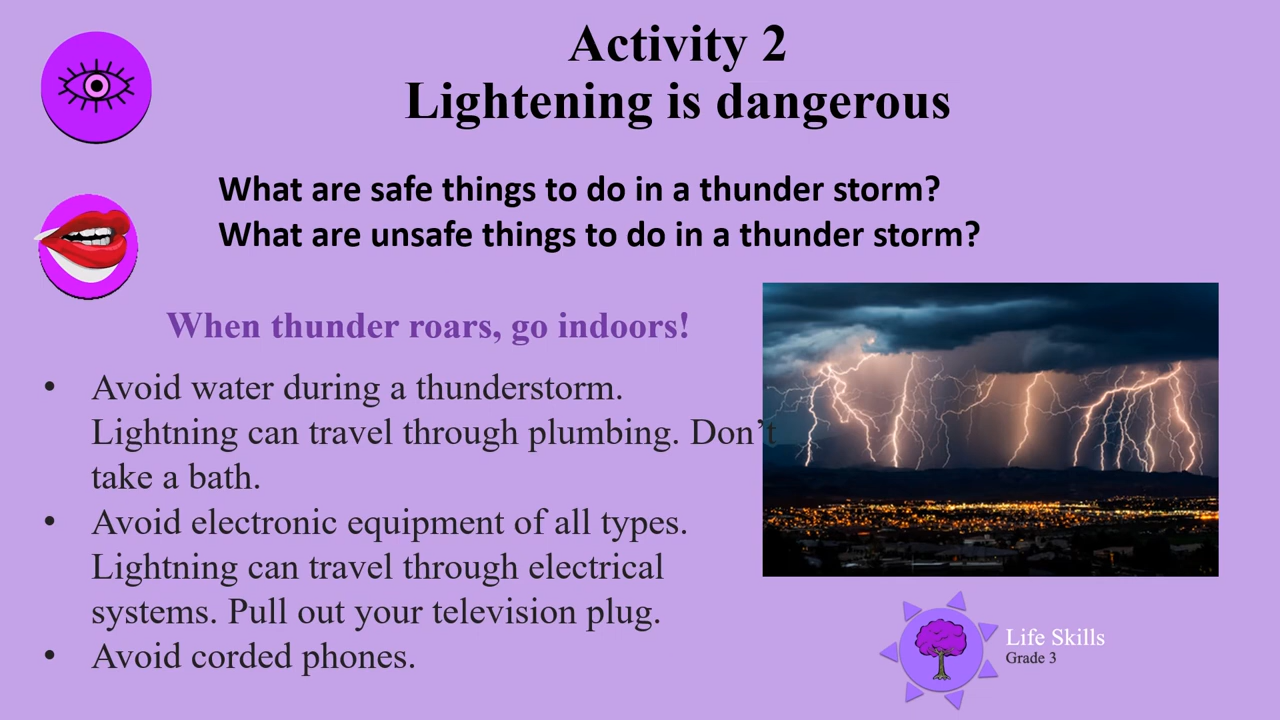 Activity 2
Lightening is dangerous
What are safe things to do in a thunder storm?
What are unsafe things to do in a thunder storm?
When thunder roars, go indoors!
• Avoid water during a thunderstorm.
Lightning can travel through plumbing. Don’t
take a bath.
• Avoid electronic equipment of all types.
Lightning can travel through electrical
systems. Pull out your television plug.
• Avoid corded phones.
Life Skills
Grade 3